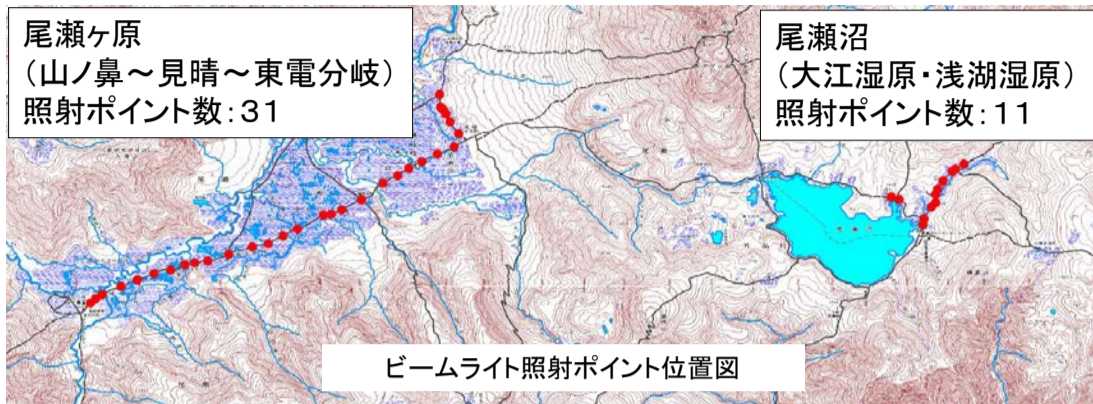 尾瀬ヶ原
（山ノ鼻～見晴～東電分岐）
照射ポイント数：31
尾瀬沼
（大江湿原・浅湖湿原）
照射ポイント数：11
ビームライト照射ポイント位置図